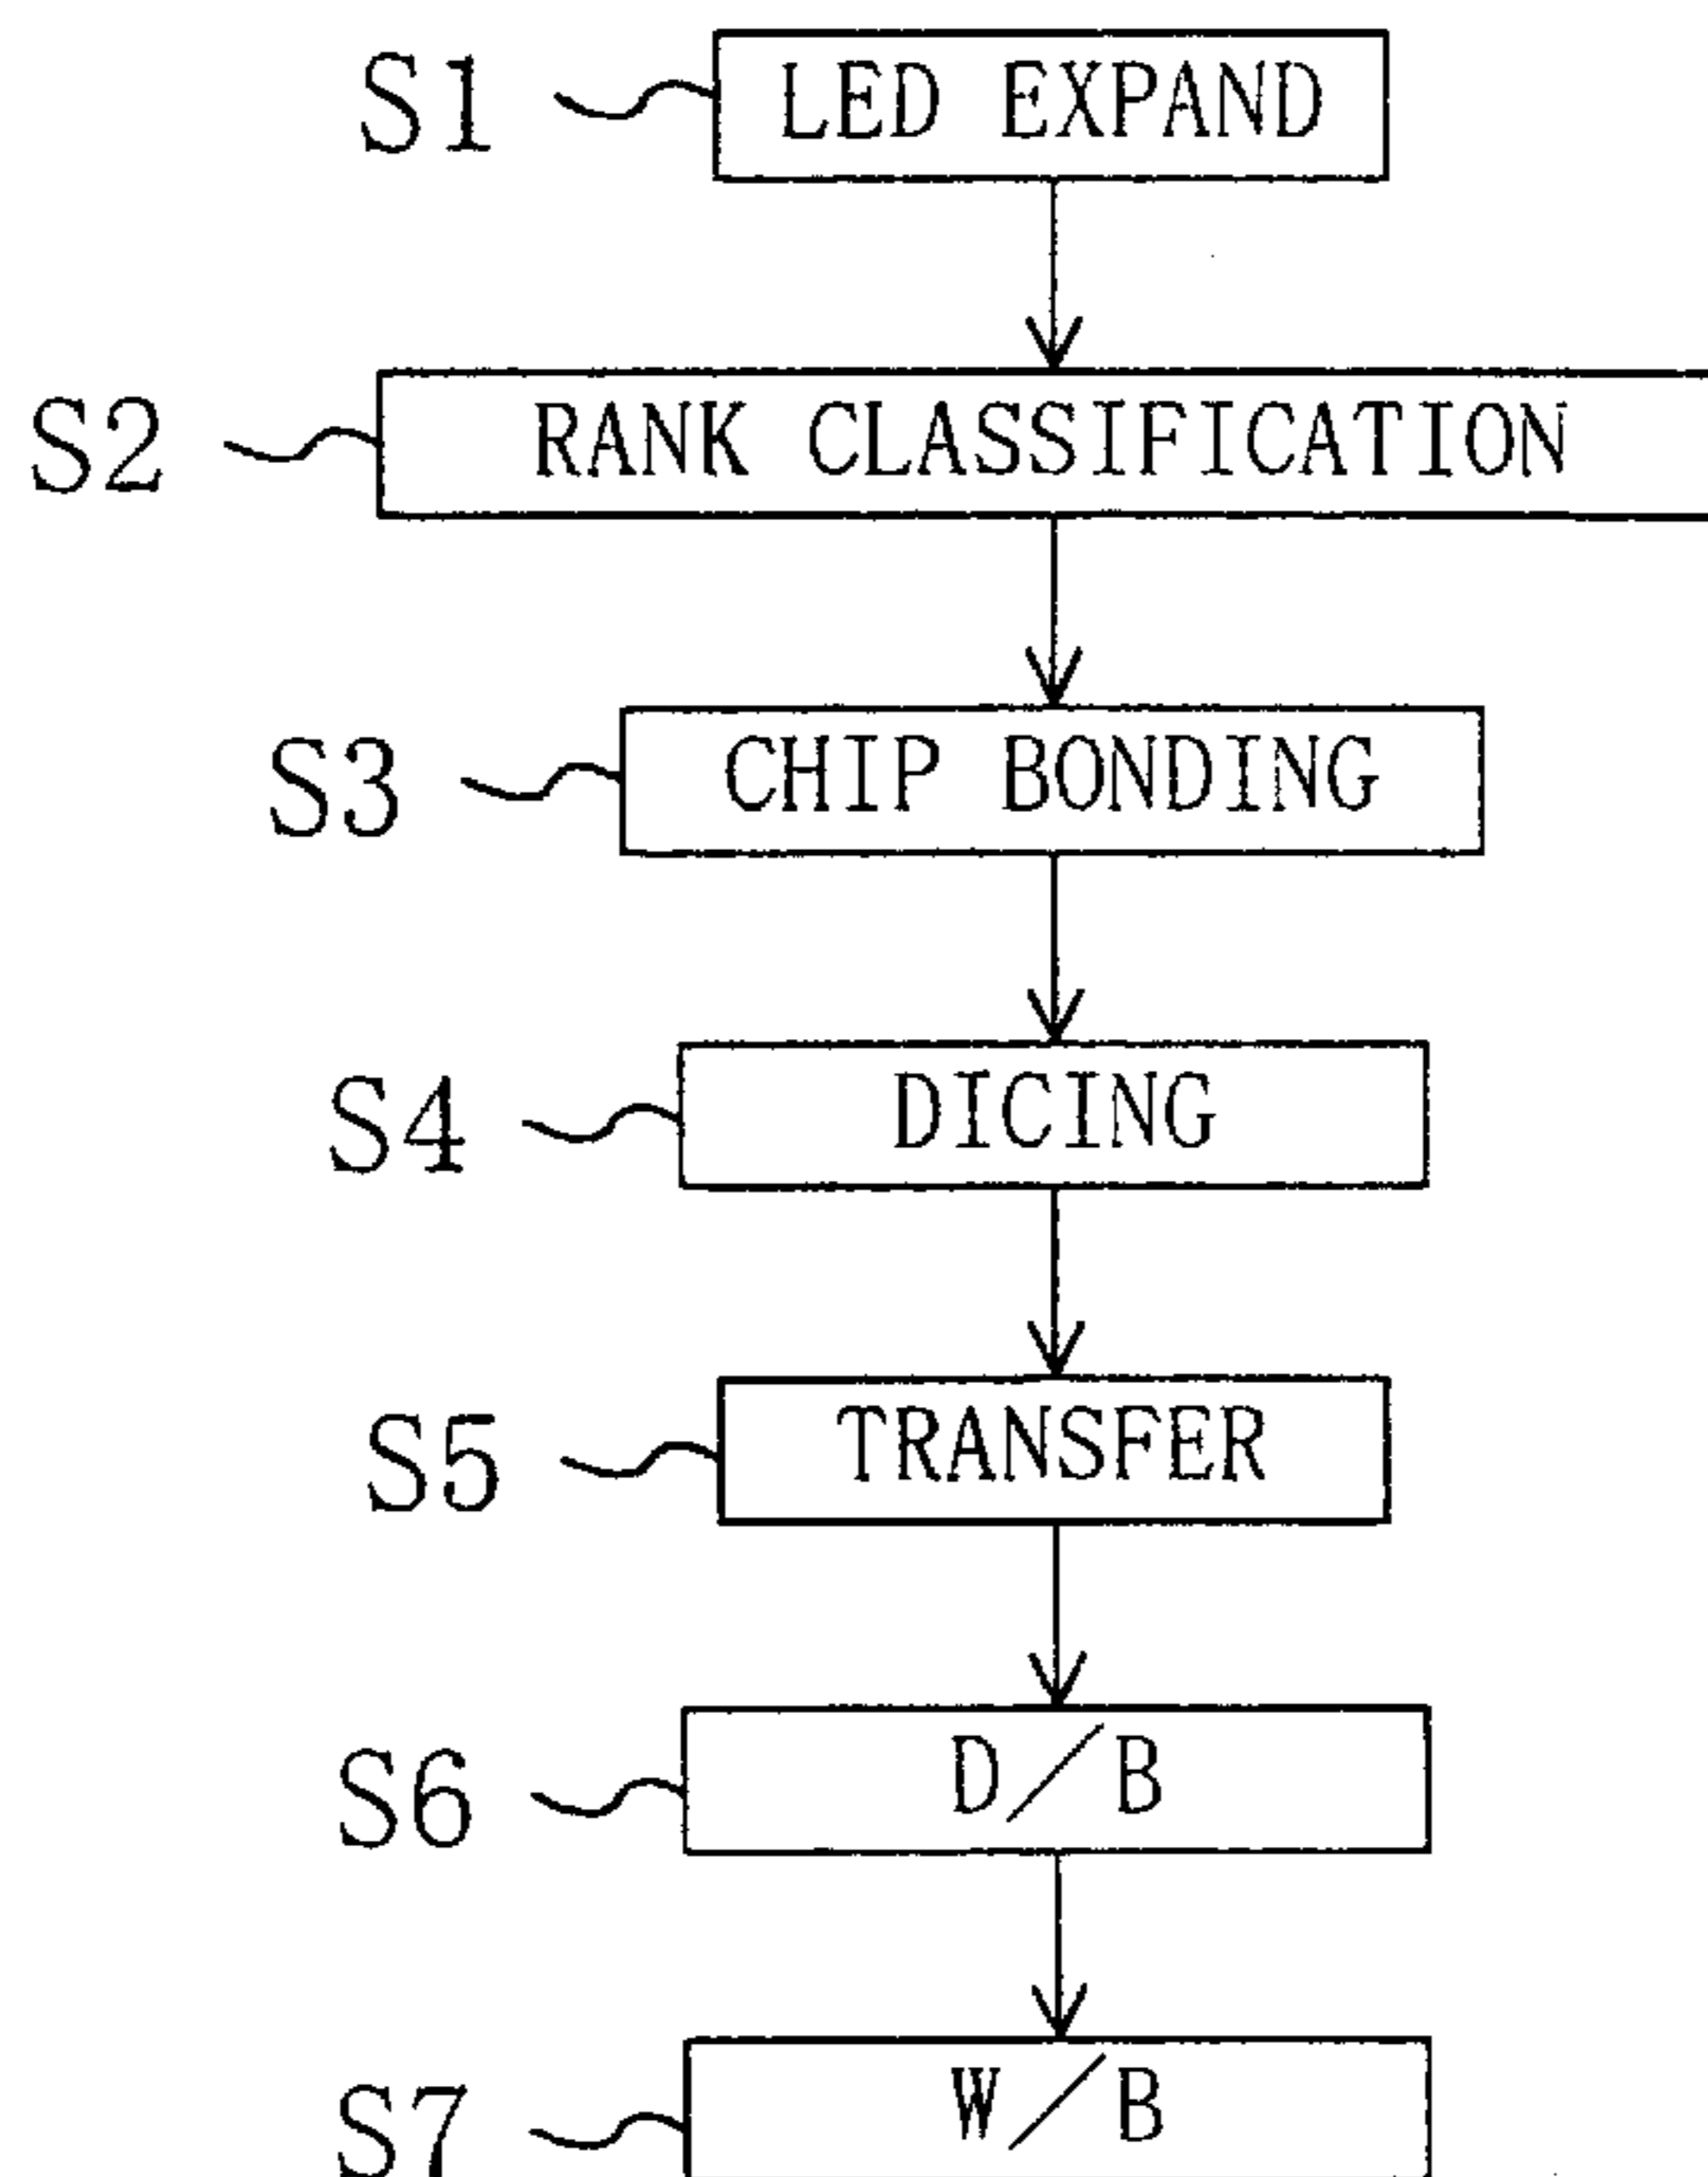 S1 LED EXPAND
S2 RANK CLASSIFICATION
S3 CHIP BONDING
S4 DICING
S5 TRANSFER
S6 D/B
S7 W/B